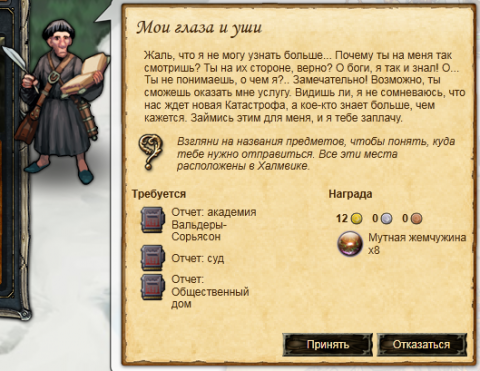 Мои глаза и уши
Жаль, что я не могу узнать больше... Почему ты на меня так
смотришь? Ты на их стороне, верно? О боги, я так и знал! О...
Ты не понимаешь, о чем я?.. Замечательно! Возможно, ты
сможешь оказать мне услугу. Видишь ли, я не сомневаюсь, что
нас ждет новая Катастрофа, а кое-кто знает больше, чем
кажется. Займись этим для меня, и я тебе заплачу.
Взгляни на названия предметов, чтобы понять, куда
тебе нужно отправиться. Все эти места
расположены в Халмвике.
Требуется
Отчет: академия
Вальдеры-
Сорьясон
Отчет: суд
Отчет:
Общественный
дом
Награда
12 0 0
Мутная жемчужина
x8
Принять
Отказаться